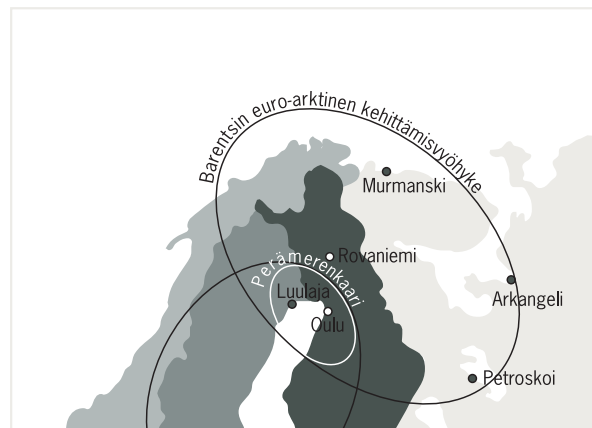 Barentsin euro-arktinen kehittämisvyöhyke
Murmanski
Rovaniemi
Perämerenkaari
Luulaja
Arkangeli
Oulu
Petroskoi